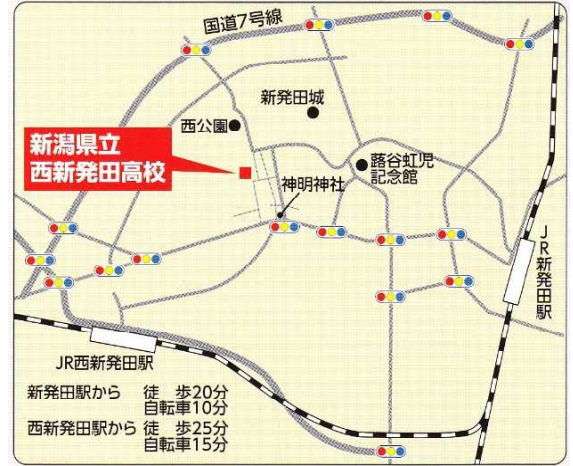 国道7号線
新発田城
西公園
新潟県立
西新発田高校
蕗谷虹児
記念館
神明神社
JR新発田駅
JR西新発田駅
新発田駅から 徒 歩20分
自転車10分
西新発田駅から 徒 歩25分
自転車15分